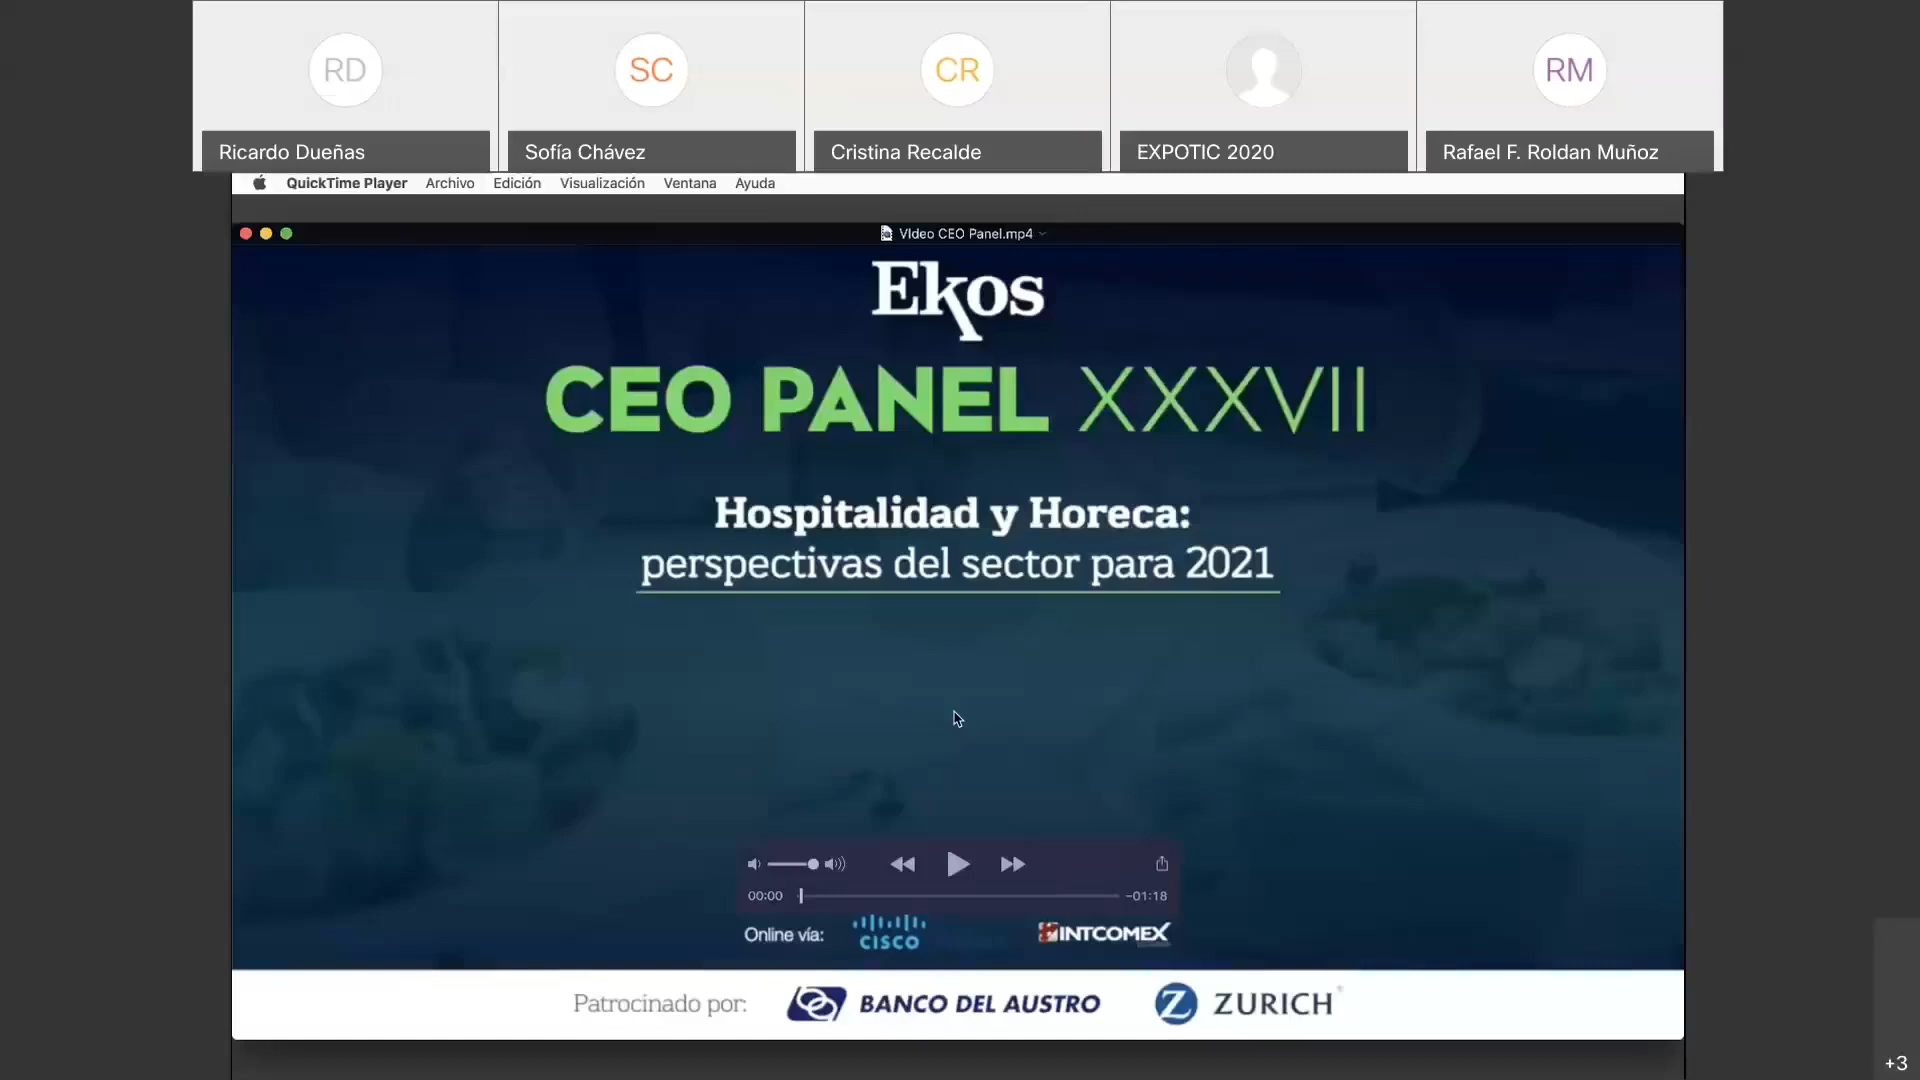 RD
SC
CR
RM
Ricardo Dueñas
Sofía Chávez
Cristina Recalde
EXPOTIC 2020
Rafael F. Roldan Muñoz
QuickTime Player Archivo Edición Visualización Ventana Ayuda
VIdeo CEO Panel.mp4
Ekos
CEO PANEL XXXVII
Hospitalidad y Horeca:
perspectivas del sector para 2021
00:00
-01:18
Online vía:
CISCO
INTCOMEX
Patrocinado por:
BANCO DEL AUSTRO
ZURICH
+3